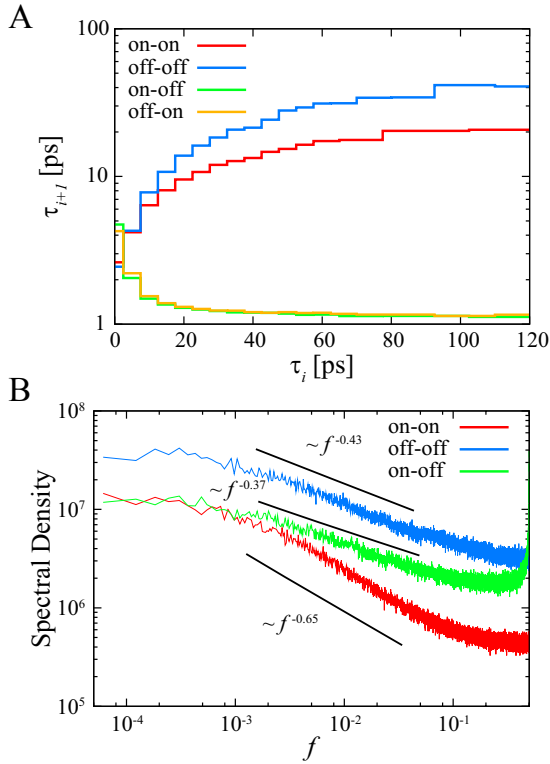 A
100
10
1
τi+1 [ps]
on-on
off-off
on-off
off-on
0 20 40 60 80 100 120
τi [ps]
B
10^8
10^7
10^6
10^5
Spectral Density
on-on
off-off
on-off
~ f^-0.43
~ f^-0.37
~ f^-0.65
10^-4 10^-3 10^-2 10^-1
f